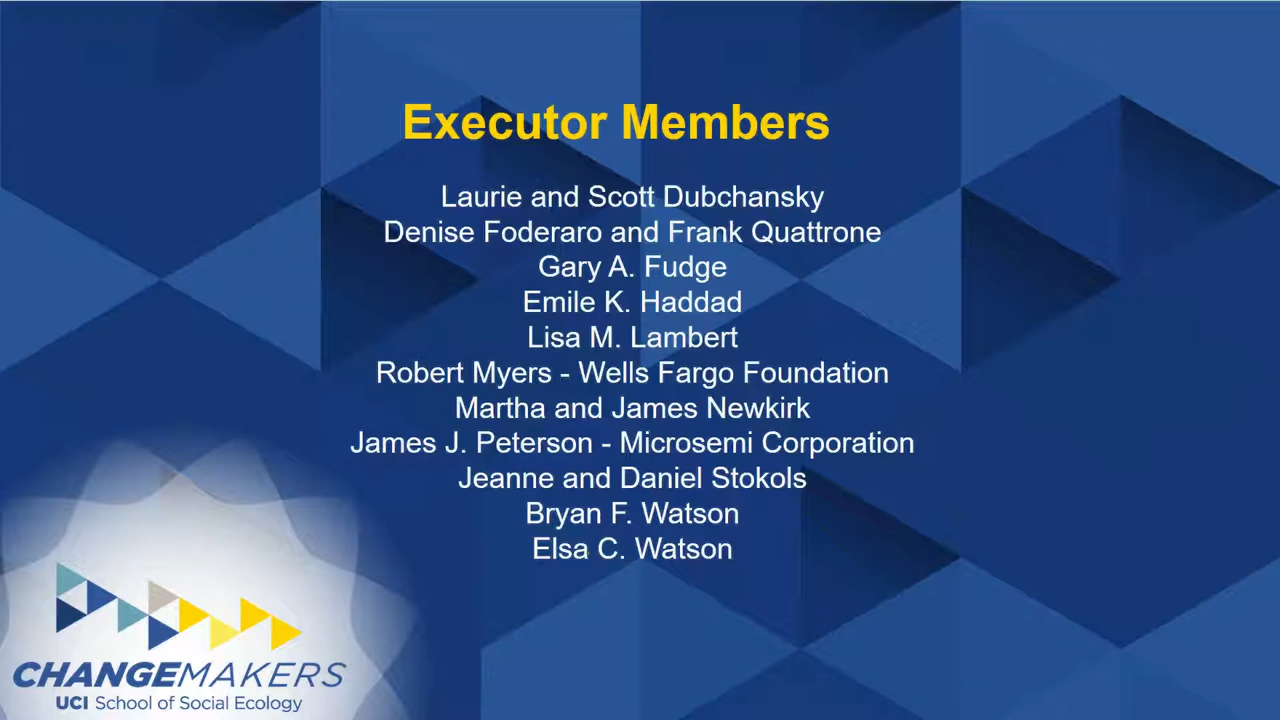 Executor Members
Laurie and Scott Dubchansky
Denise Foderaro and Frank Quattrone
Gary A. Fudge
Emile K. Haddad
Lisa M. Lambert
Robert Myers - Wells Fargo Foundation
Martha and James Newkirk
James J. Peterson - Microsemi Corporation
Jeanne and Daniel Stokols
Bryan F. Watson
Elsa C. Watson
CHANGEMAKERS
UCI School of Social Ecology